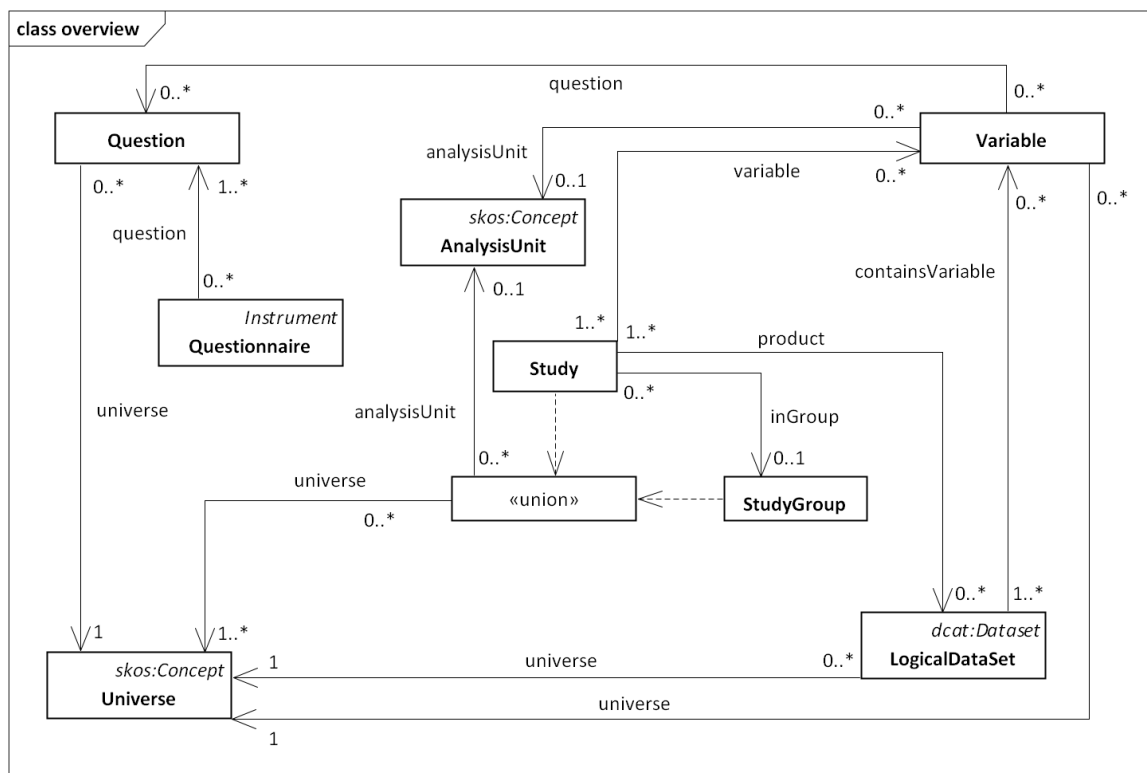 class overview
question
0..*
0..*
Question
Variable
0..*
analysisUnit
variable
0..*
0..1
0..*
1..*
0..*
0..*
question
skos:Concept
AnalysisUnit
containsVariable
0..*
0..1
Instrument
Questionnaire
1..*
1..*
product
Study
0..*
universe
analysisUnit
inGroup
0..*
0..1
universe
«union»
StudyGroup
0..*
0..*
1..*
1
1..*
dcat:Dataset
LogicalDataSet
skos:Concept
Universe
1
universe
0..*
universe
1